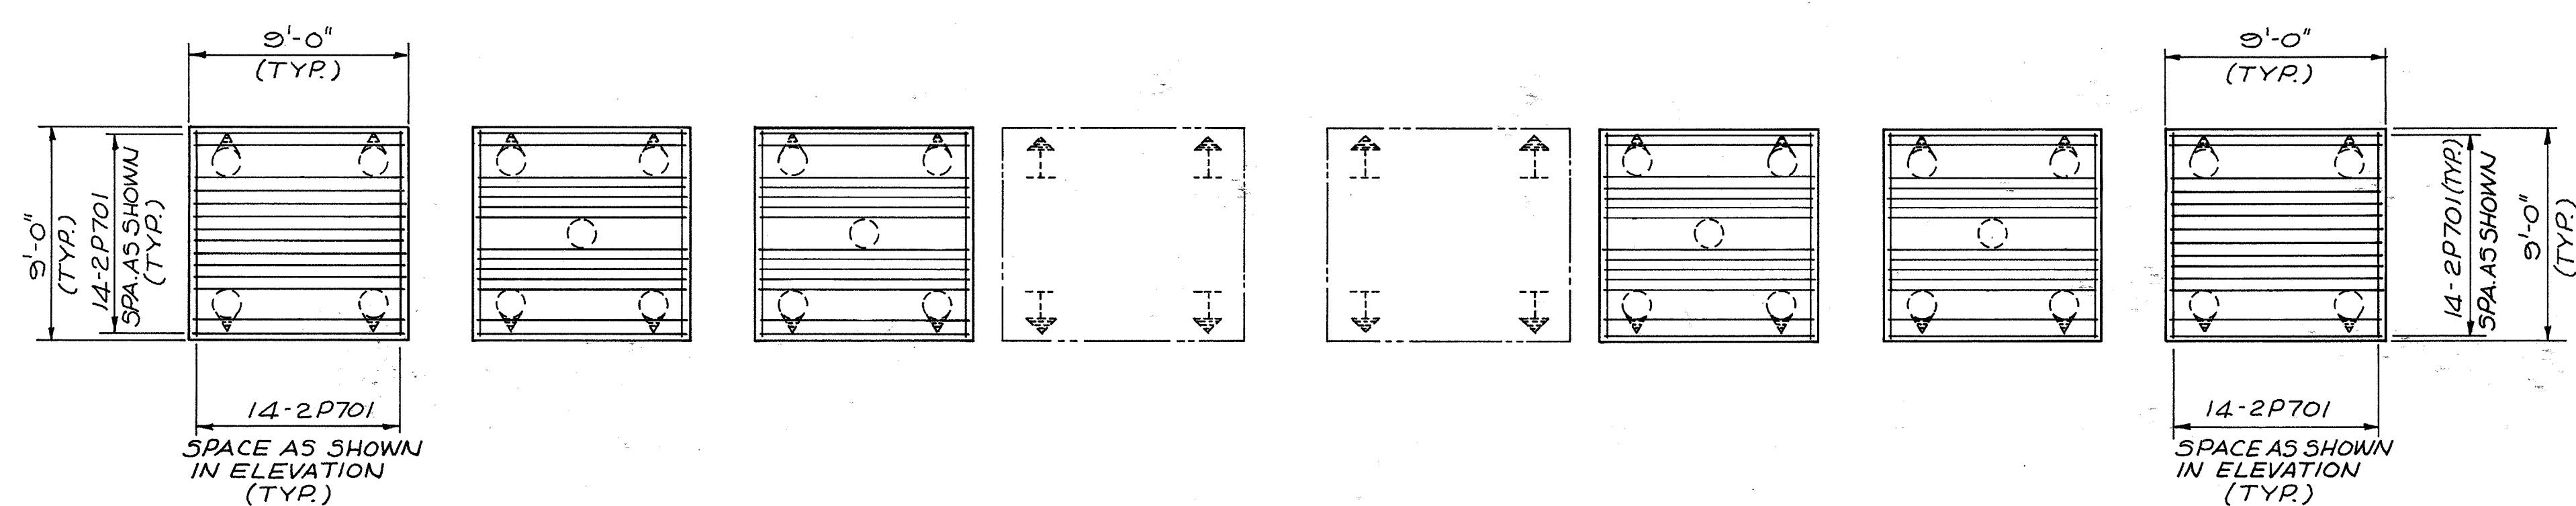 9'-0"
(TYP.)
9'-0"
(TYP.)
9'-0"
(TYP.)
14-2P701
SPA. AS SHOWN
(TYP.)
14-2P701 (TYP.)
SPA. AS SHOWN
9'-0"
(TYP.)
14-2P701
SPACE AS SHOWN
IN ELEVATION
(TYP.)
14-2P701
SPACE AS SHOWN
IN ELEVATION
(TYP.)